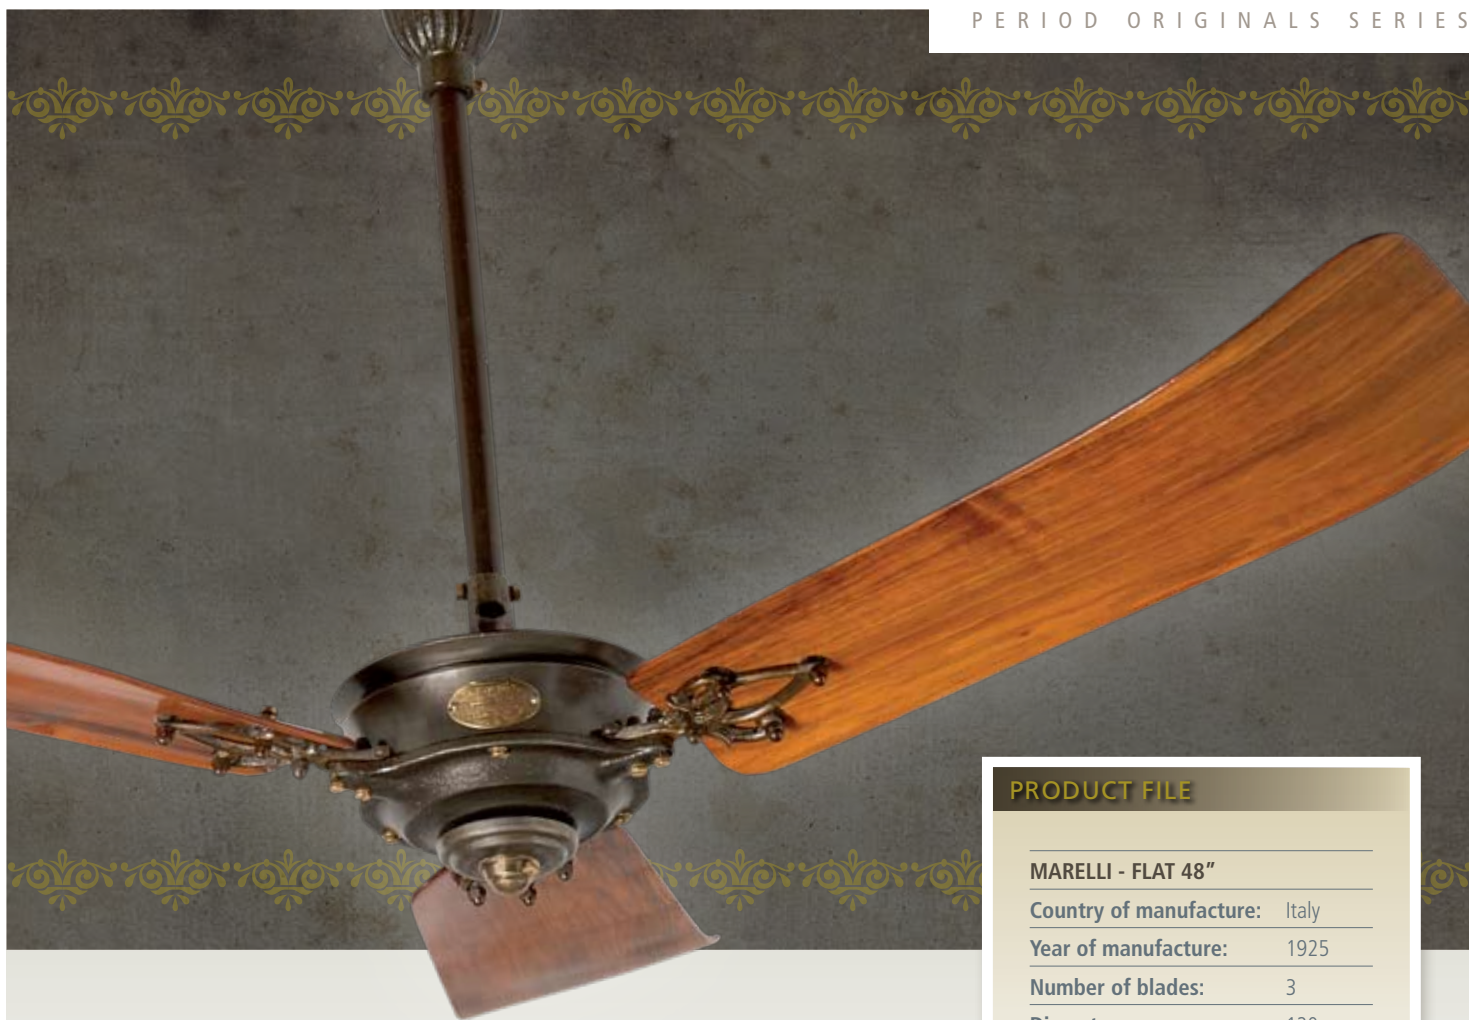 PERIOD ORIGINALS SERIES
PRODUCT FILE
MARELLI - FLAT 48”
Country of manufacture: Italy
Year of manufacture: 1925
Number of blades: 3